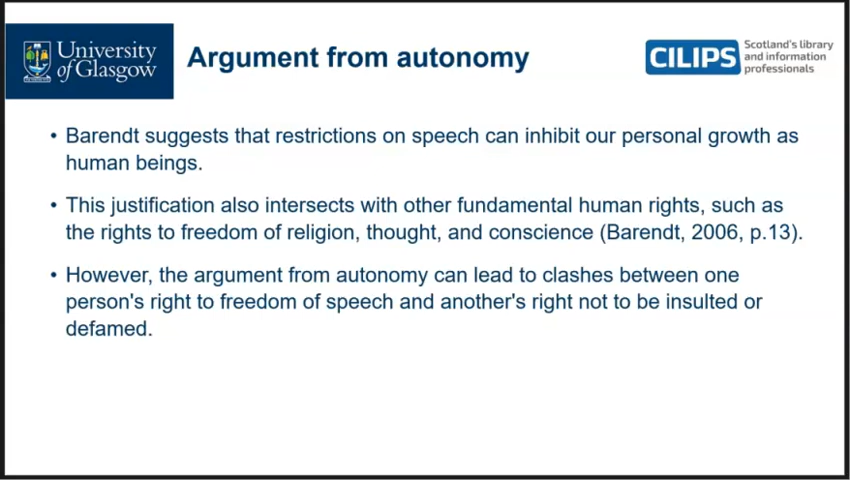 University
of Glasgow
Argument from autonomy
CILIPS
Scotland's library
and information
professionals
• Barendt suggests that restrictions on speech can inhibit our personal growth as
human beings.
• This justification also intersects with other fundamental human rights, such as
the rights to freedom of religion, thought, and conscience (Barendt, 2006, p.13).
• However, the argument from autonomy can lead to clashes between one
person's right to freedom of speech and another's right not to be insulted or
defamed.